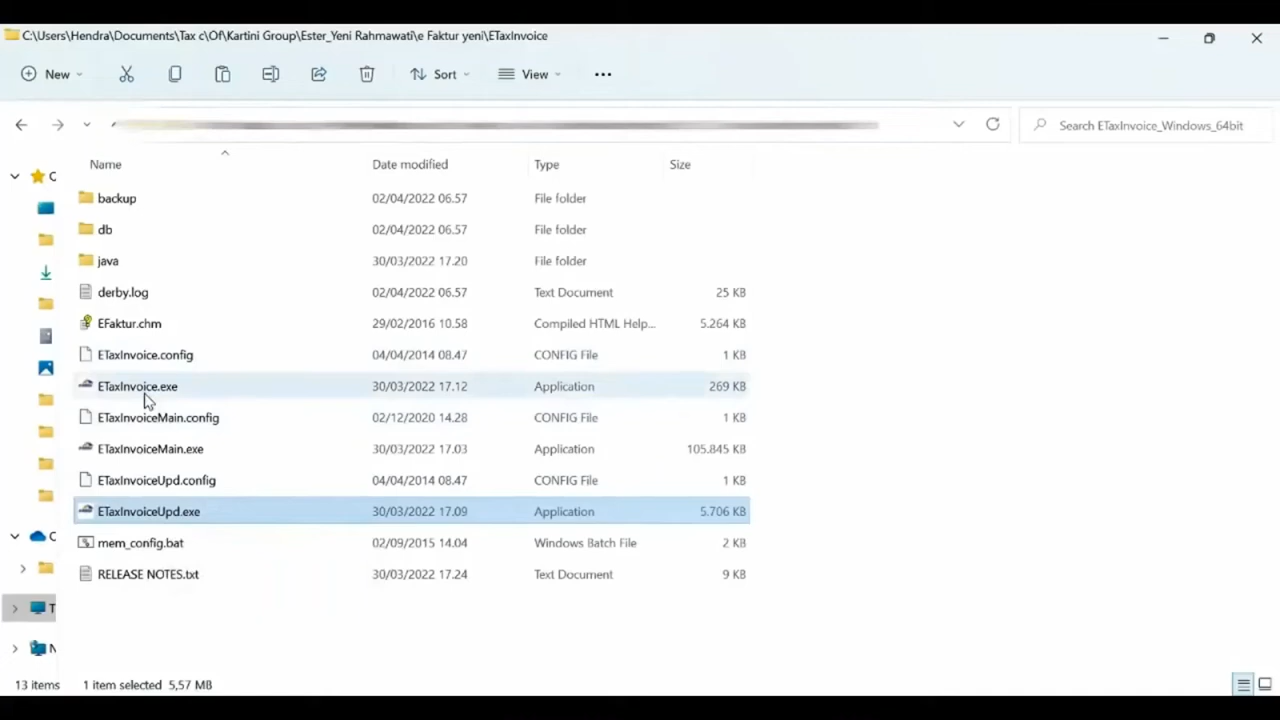 C:\Users\Hendra\Documents\Tax c\Of\Kartini Group\Ester_Yeni Rahmawati\e Faktur yeni\ETaxInvoice
New Sort View
Search ETaxInvoice_Windows_64bit
Name Date modified Type Size
backup 02/04/2022 06.57 File folder
db 02/04/2022 06.57 File folder
java 30/03/2022 17.20 File folder
derby.log 02/04/2022 06.57 Text Document 25 KB
EFaktur.chm 29/02/2016 10.58 Compiled HTML Help... 5.264 KB
ETaxInvoice.config 04/04/2014 08.47 CONFIG File 1 KB
ETaxInvoice.exe 30/03/2022 17.12 Application 269 KB
ETaxInvoiceMain.config 02/12/2020 14.28 CONFIG File 1 KB
ETaxInvoiceMain.exe 30/03/2022 17.03 Application 105.845 KB
ETaxInvoiceUpd.config 04/04/2014 08.47 CONFIG File 1 KB
ETaxInvoiceUpd.exe 30/03/2022 17.09 Application 5.706 KB
mem_config.bat 02/09/2015 14.04 Windows Batch File 2 KB
RELEASE NOTES.txt 30/03/2022 17.24 Text Document 9 KB
13 items 1 item selected 5,57 MB